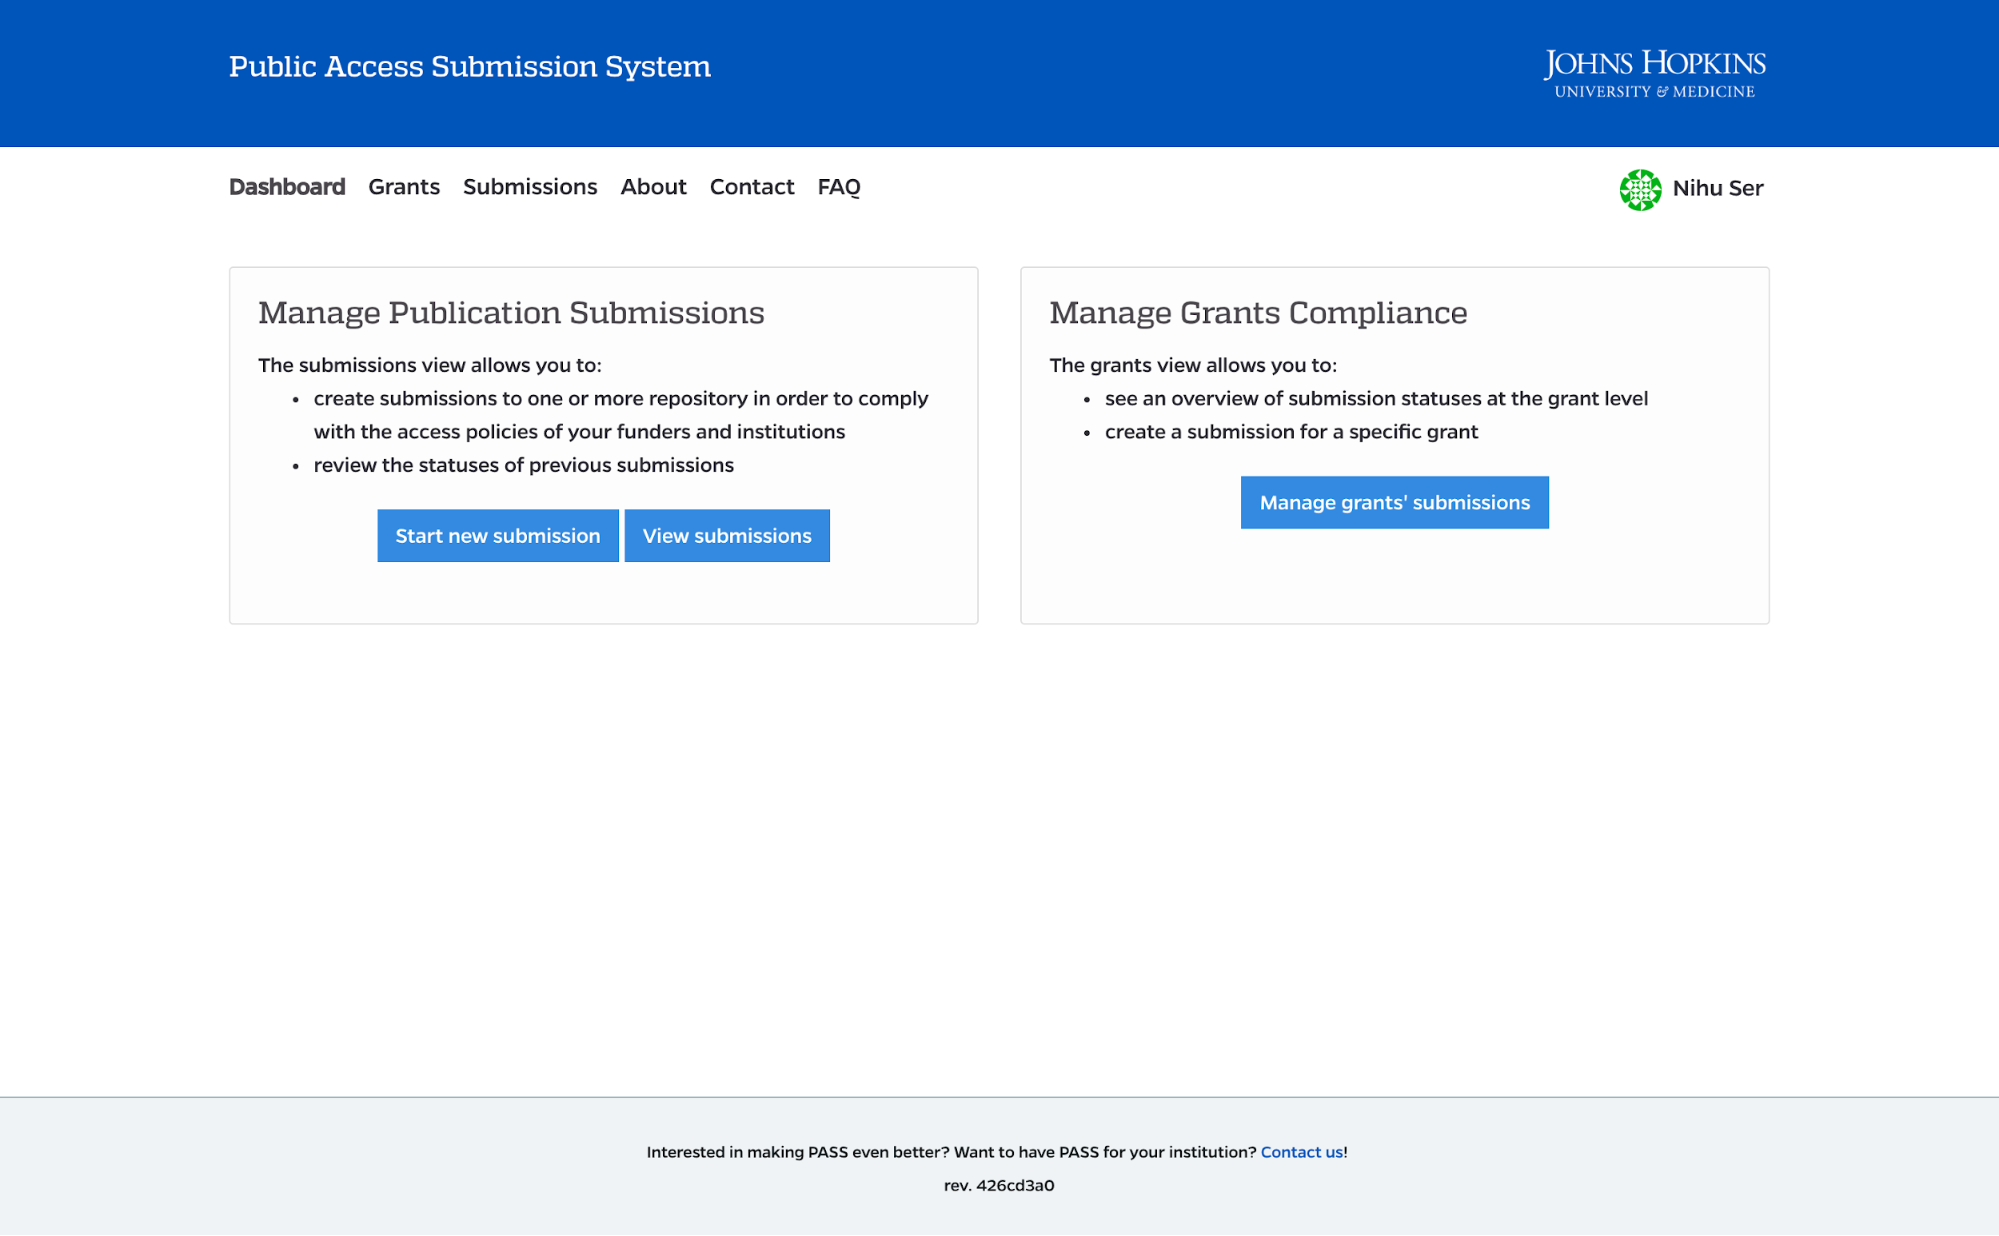 Public Access Submission System
JOHNS HOPKINS
UNIVERSITY & MEDICINE
Dashboard Grants Submissions About Contact FAQ
Nihu Ser
Manage Publication Submissions
The submissions view allows you to:
• create submissions to one or more repository in order to comply
with the access policies of your funders and institutions
• review the statuses of previous submissions
Start new submission View submissions
Manage Grants Compliance
The grants view allows you to:
• see an overview of submission statuses at the grant level
• create a submission for a specific grant
Manage grants' submissions
Interested in making PASS even better? Want to have PASS for your institution? Contact us!
rev. 426cd3a0